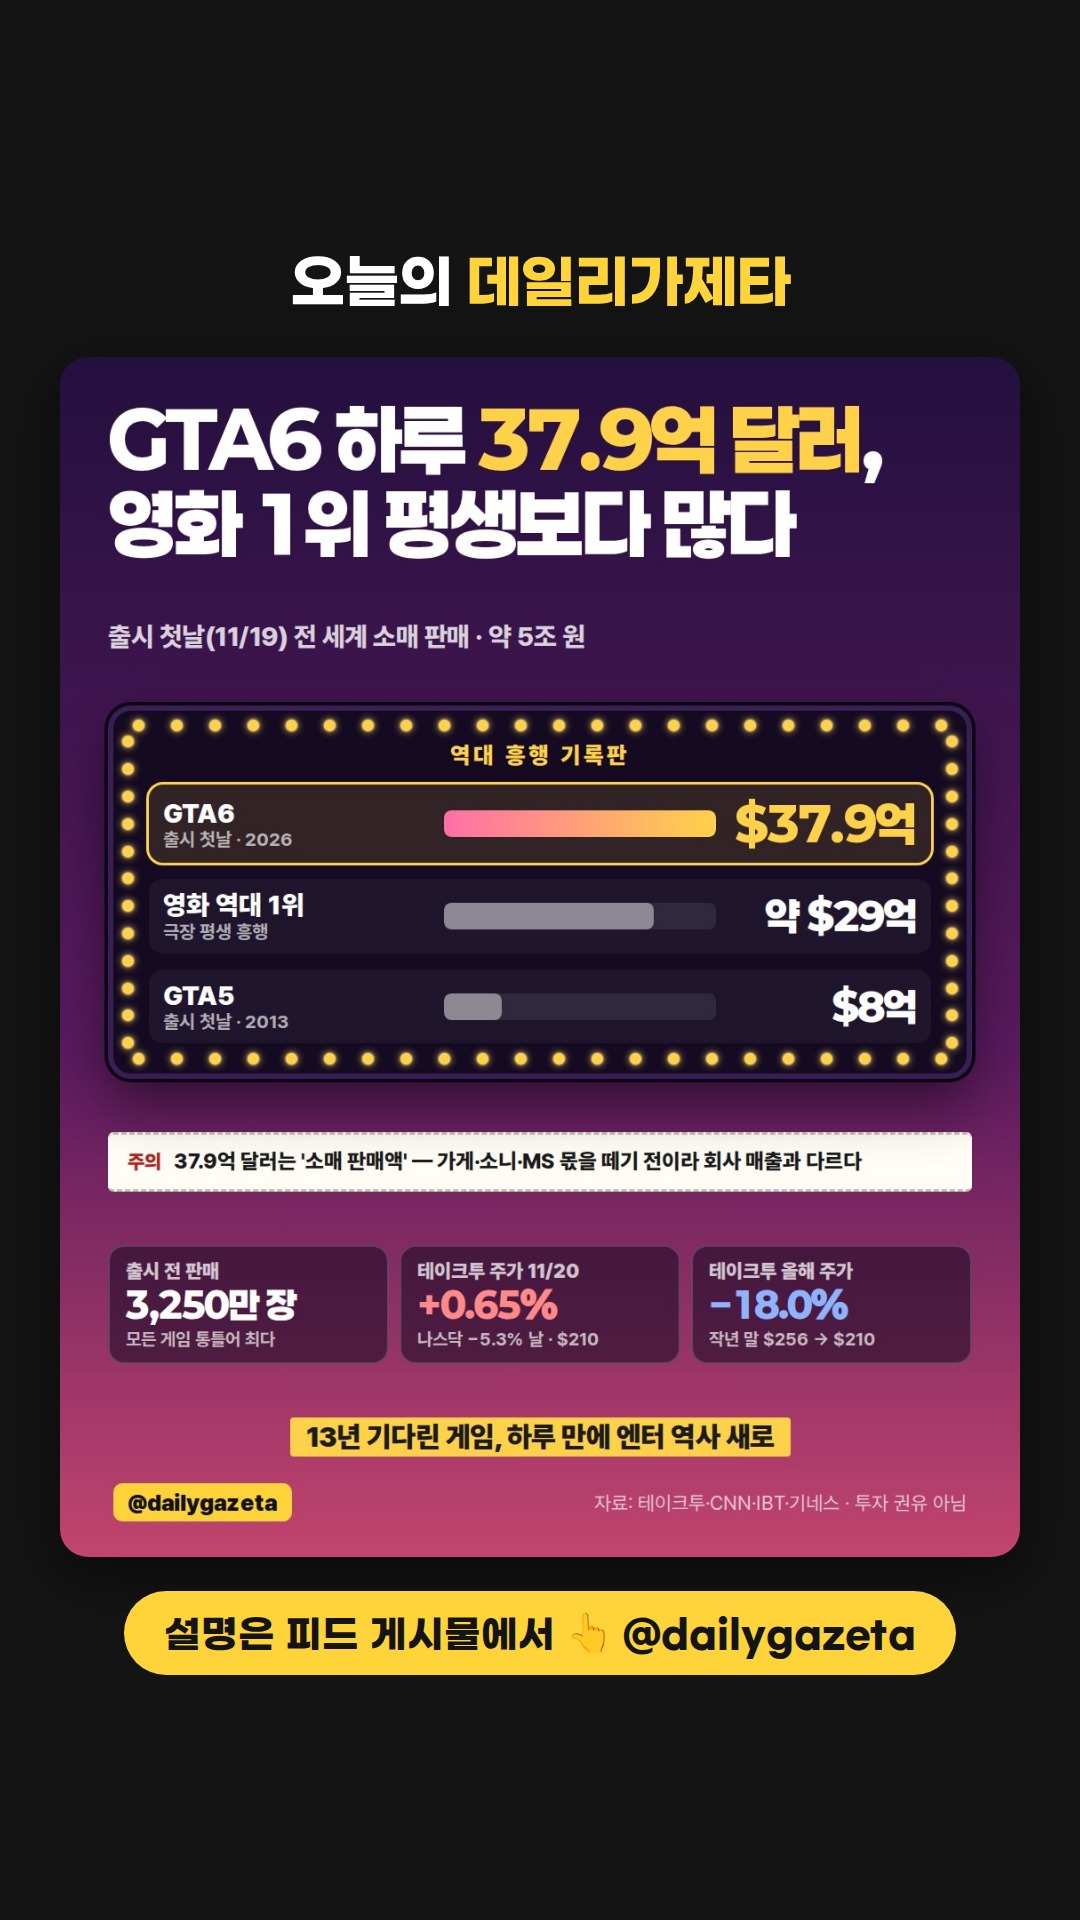 오늘의 데일리가제타
GTA6 하루 37.9억 달러,
영화 1위 평생보다 많다
출시 첫날(11/19) 전 세계 소매 판매 · 약 5조 원
역대 흥행 기록판
GTA6
출시 첫날 · 2026
$37.9억
영화 역대 1위
극장 평생 흥행
약 $29억
GTA5
출시 첫날 · 2013
$8억
주의 37.9억 달러는 '소매 판매액' — 가게·소니·MS 몫을 떼기 전이라 회사 매출과 다르다
출시 전 판매
3,250만 장
모든 게임 통틀어 최다
테이크투 주가 11/20
+0.65%
나스닥 −5.3% 날 · $210
테이크투 올해 주가
−18.0%
작년 말 $256 → $210
13년 기다린 게임, 하루 만에 엔터 역사 새로
@dailygazeta
자료: 테이크투·CNN·IBT·기네스 · 투자 권유 아님
설명은 피드 게시물에서 👆 @dailygazeta